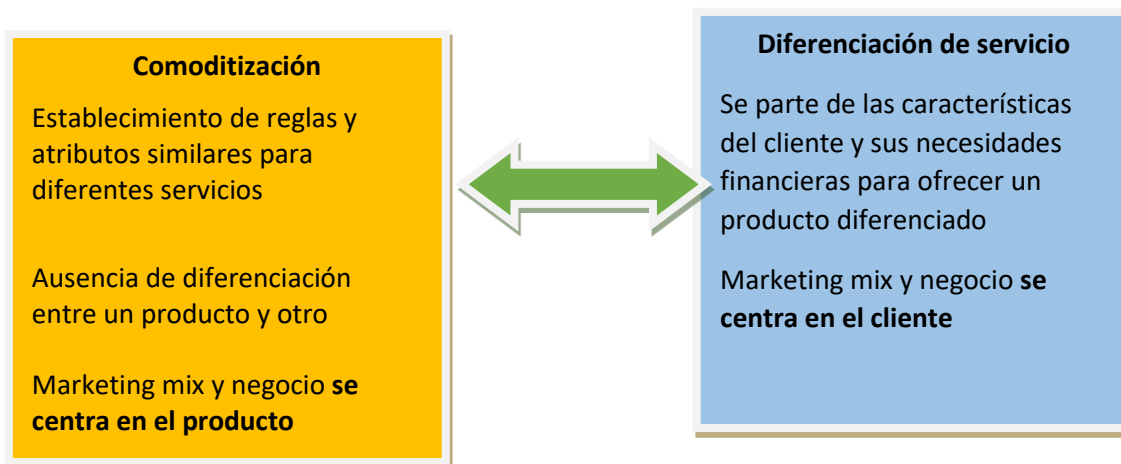 Comoditización
Establecimiento de reglas y
atributos similares para
diferentes servicios
Ausencia de diferenciación
entre un producto y otro
Marketing mix y negocio se
centra en el producto
Diferenciación de servicio
Se parte de las características
del cliente y sus necesidades
financieras para ofrecer un
producto diferenciado
Marketing mix y negocio se
centra en el cliente